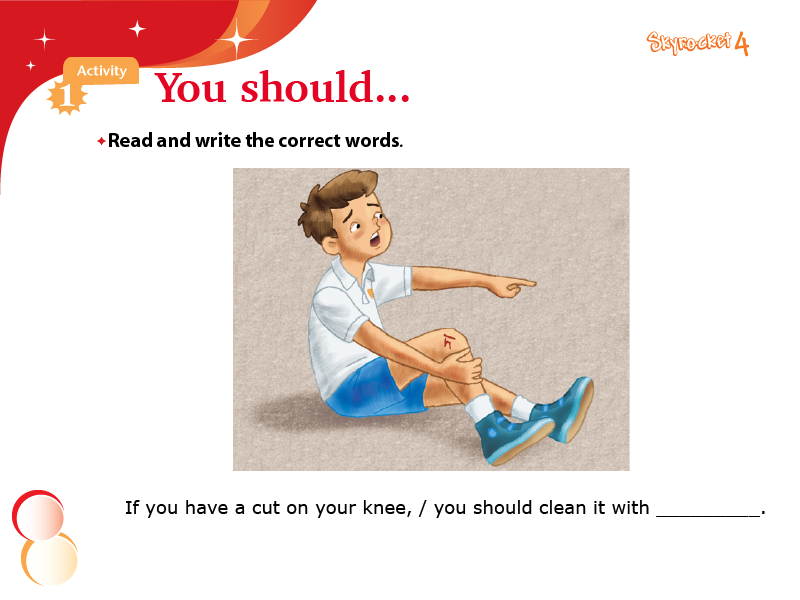 Skyrocket 4
Activity
1
You should...
Read and write the correct words.
If you have a cut on your knee, / you should clean it with _________.